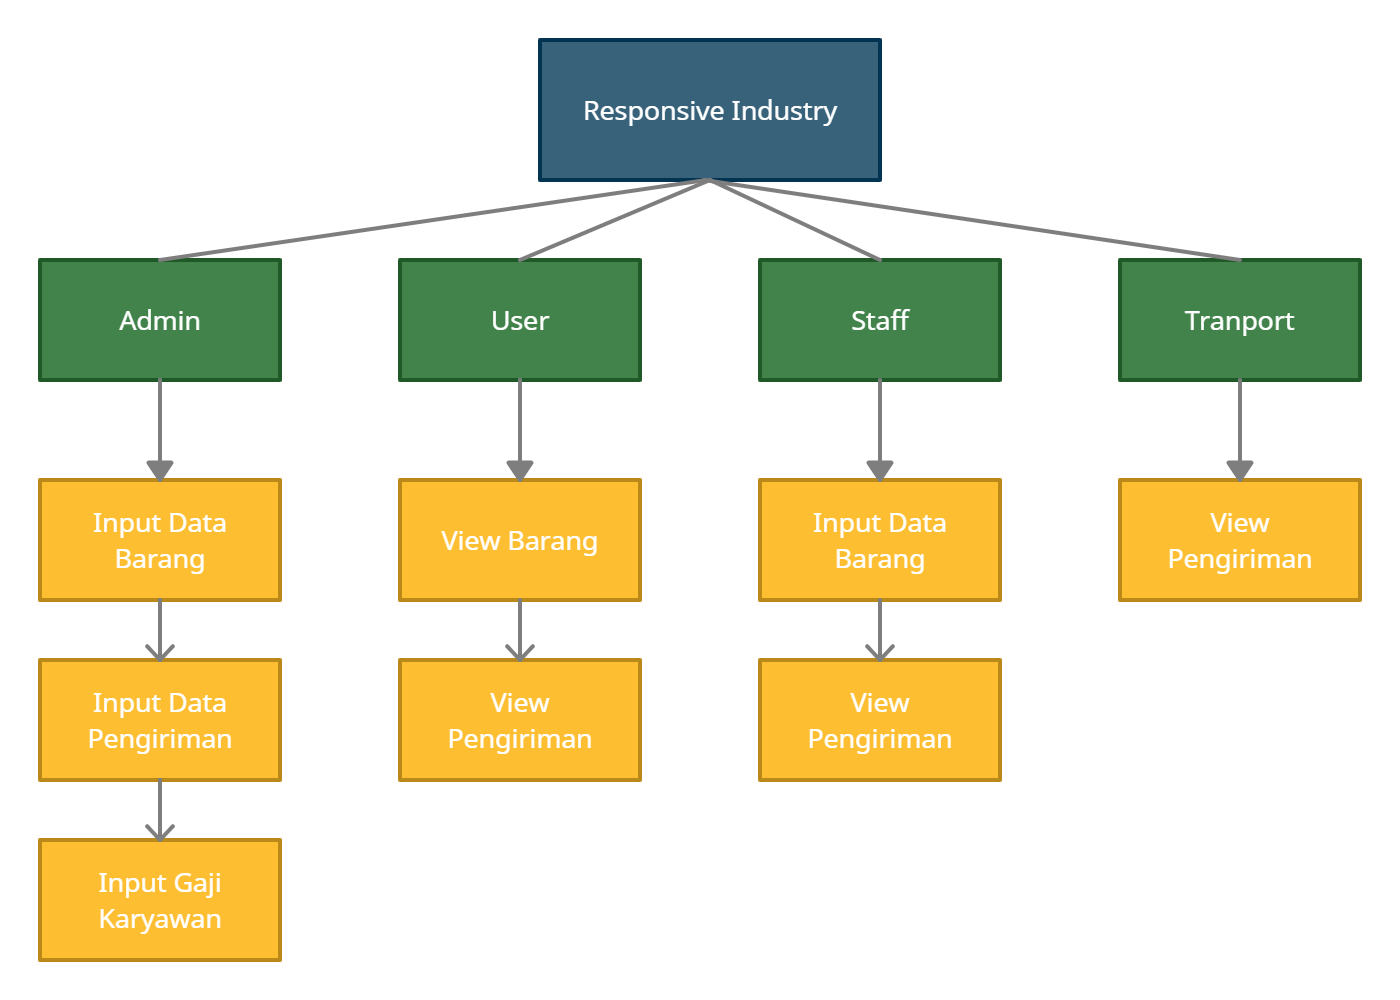 Responsive Industry
Admin
User
Staff
Tranport
Input Data
Barang
View Barang
Input Data
Barang
View
Pengiriman
Input Data
Pengiriman
View
Pengiriman
View
Pengiriman
Input Gaji
Karyawan